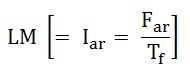 LM [= I_ar = F_ar / T_f]